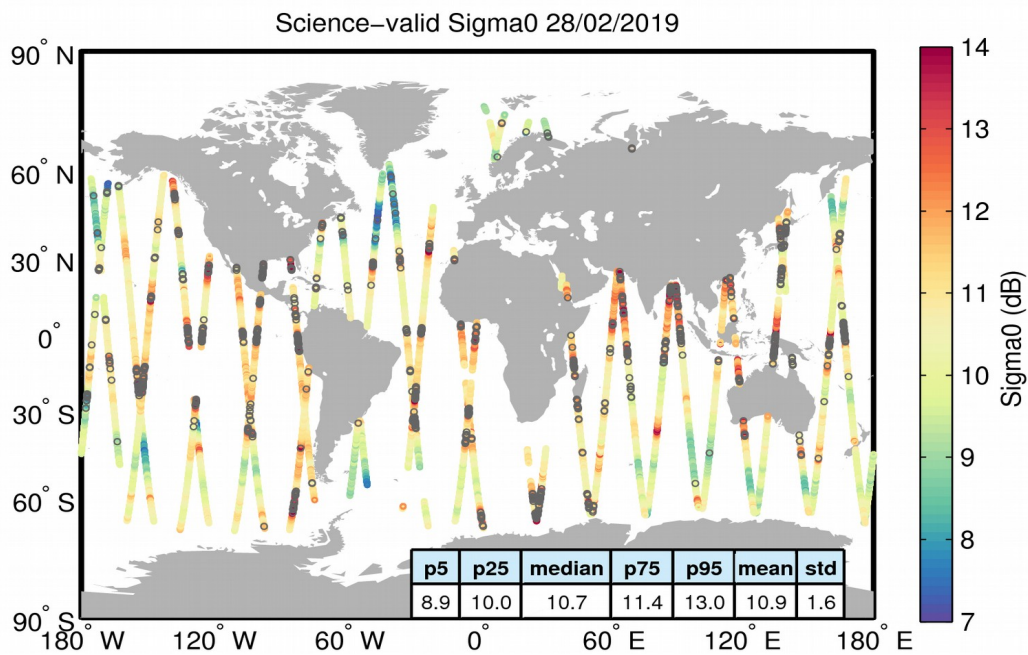 Science−valid Sigma0 28/02/2019
90° N
60° N
30° N
0°
30° S
60° S
90° S
180° W
120° W
60° W
0°
60° E
120° E
180° E
14
13
12
11
10
9
8
7
Sigma0 (dB)
p5 p25 median p75 p95 mean std
8.9 10.0 10.7 11.4 13.0 10.9 1.6